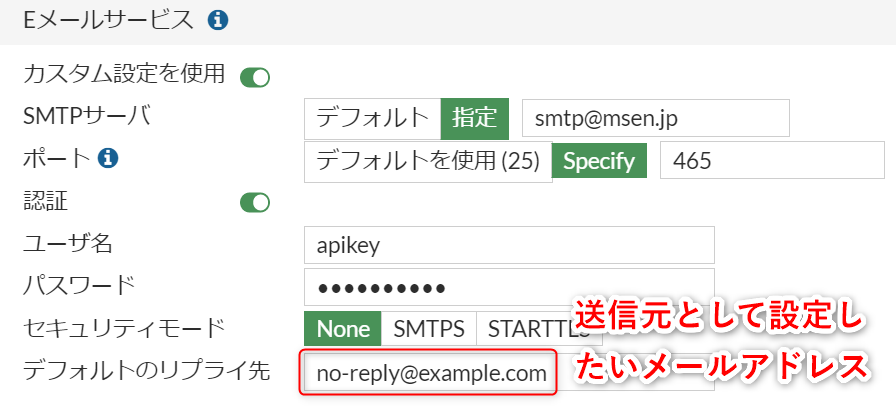 Eメールサービス
カスタム設定を使用
SMTPサーバ デフォルト 指定 smtp@msen.jp
ポート デフォルトを使用 (25) Specify 465
認証
ユーザ名 apikey
パスワード ●●●●●●●●●●
セキュリティモード None SMTPS STARTTLS
デフォルトのリプライ先 no-reply@example.com
送信元として設定し
たいメールアドレス